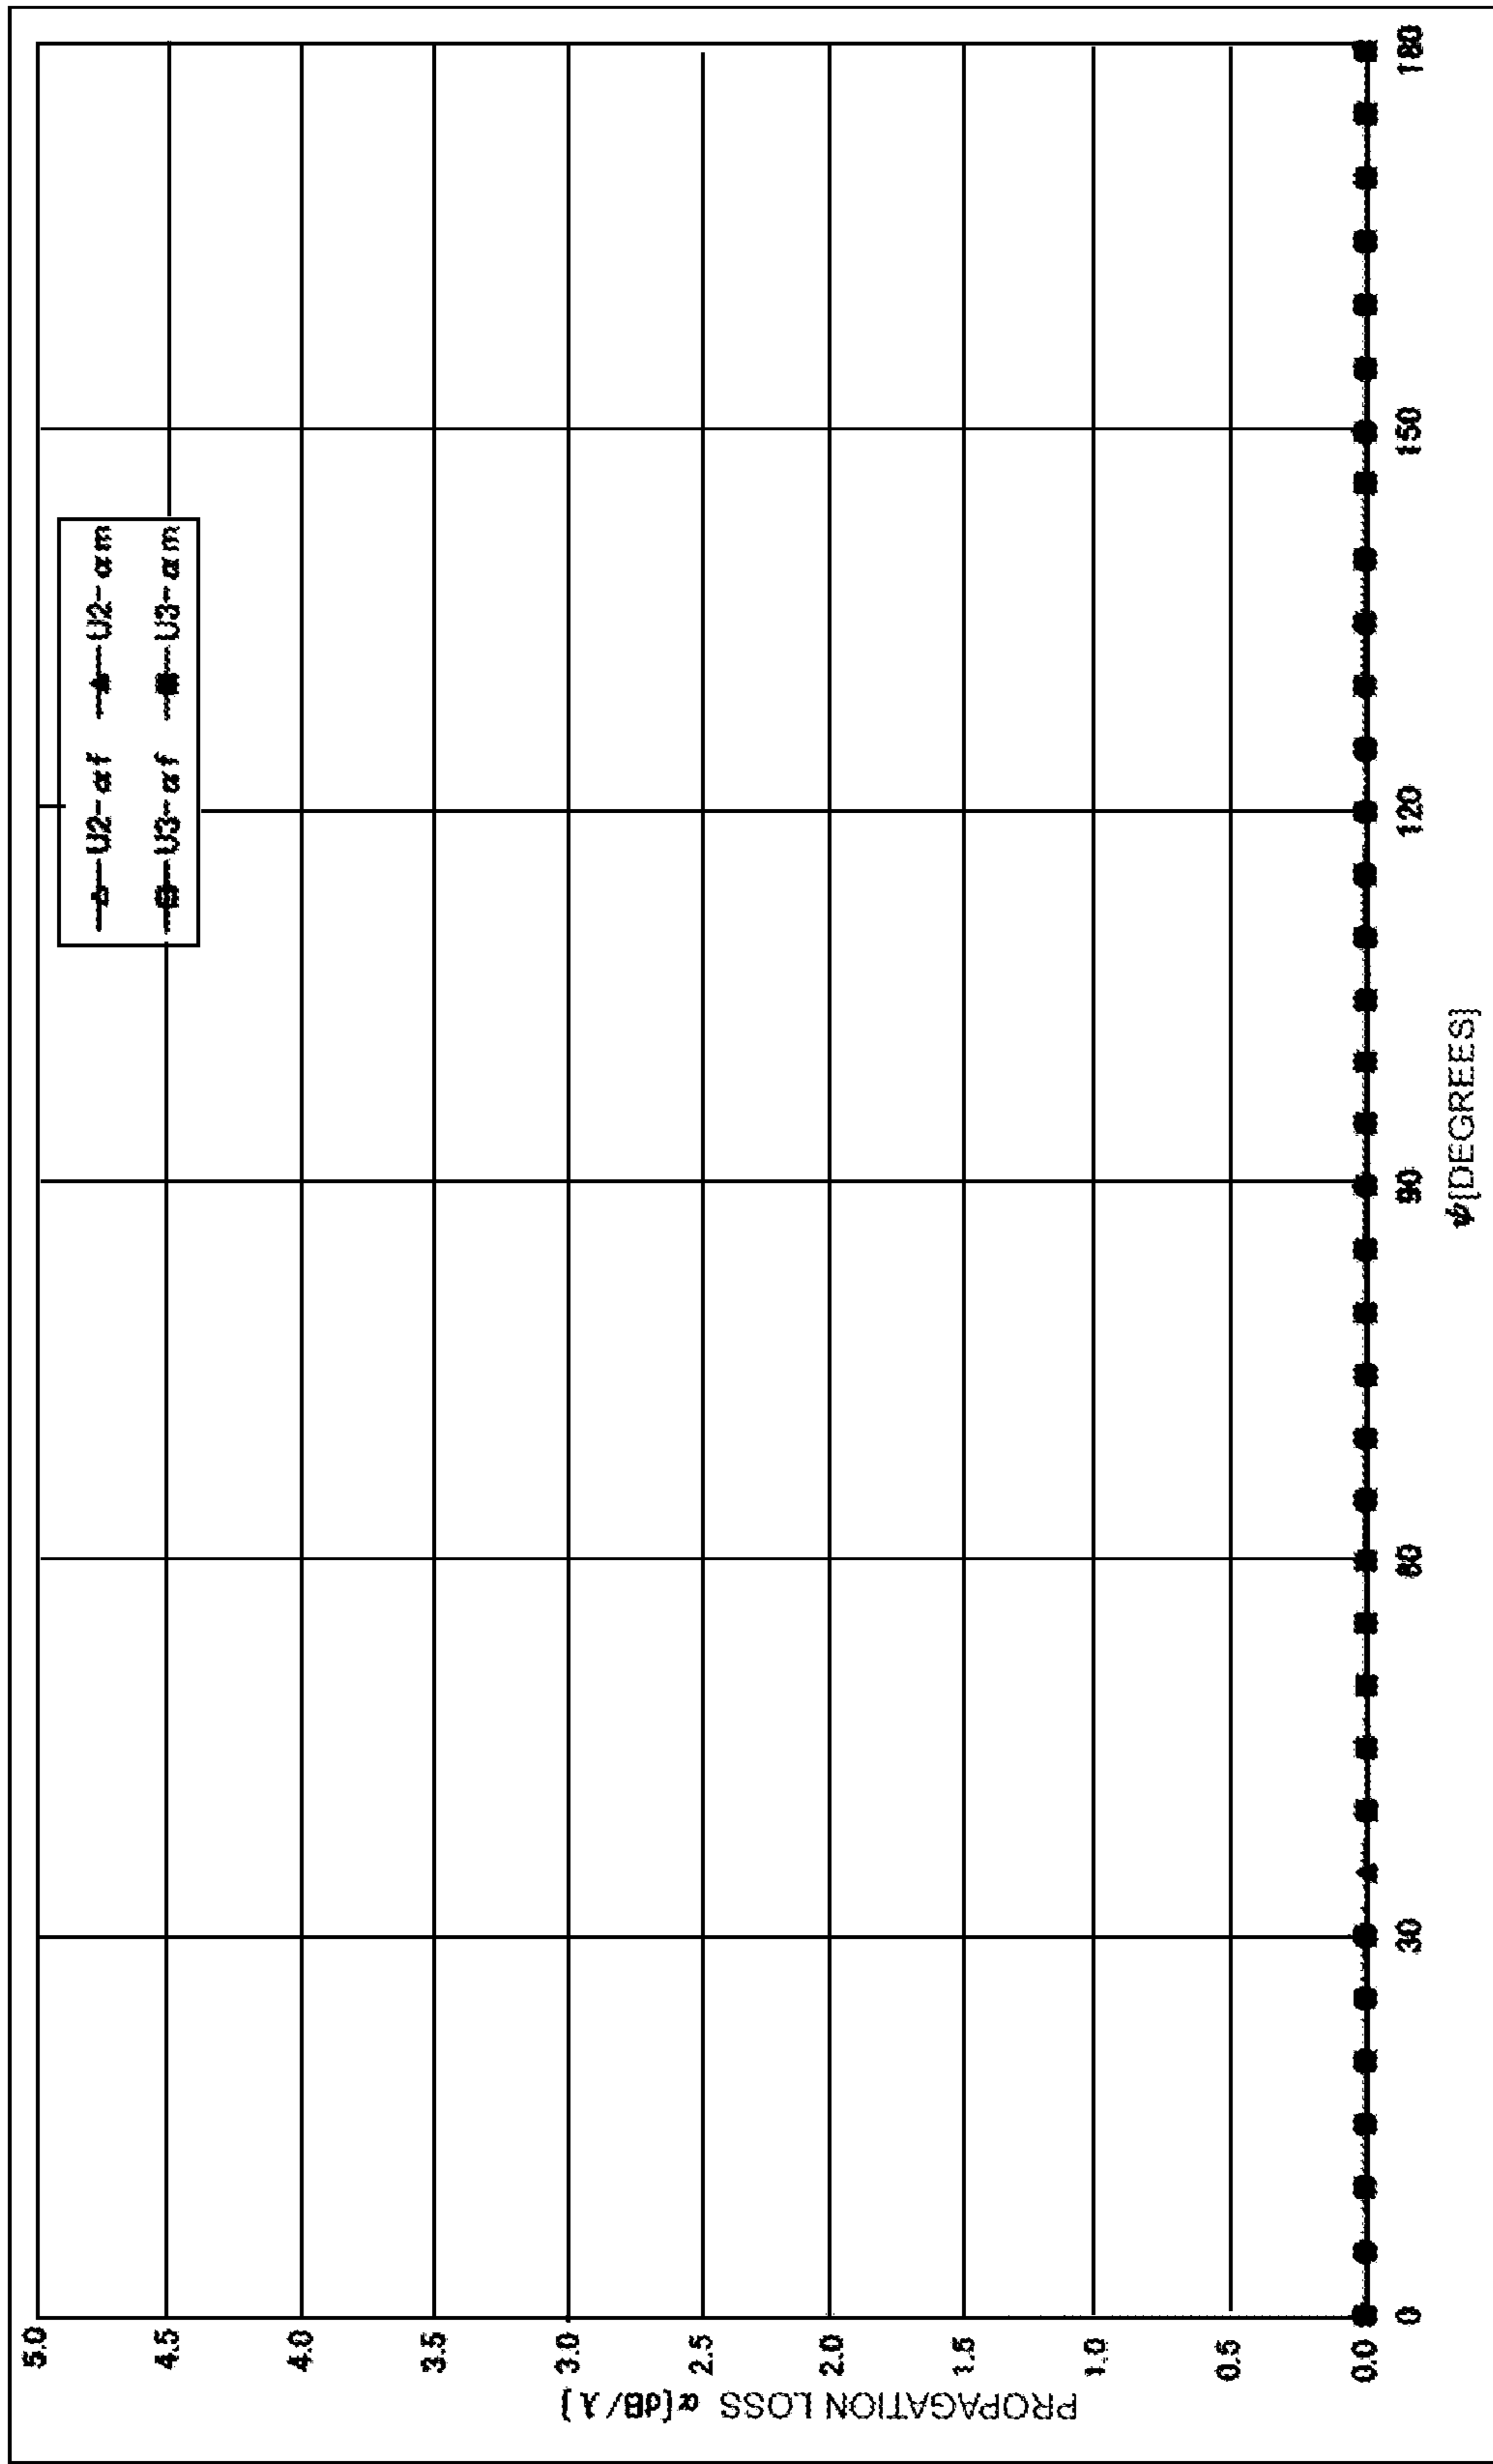 PROPAGATION LOSS α[dB/λ]
5.0
4.5
4.0
3.5
3.0
2.5
2.0
1.5
1.0
0.5
0.0
U2-αf U2-αm
U3-αf U3-αm
0 30 60 90 120 150 180
ψ[DEGREES]